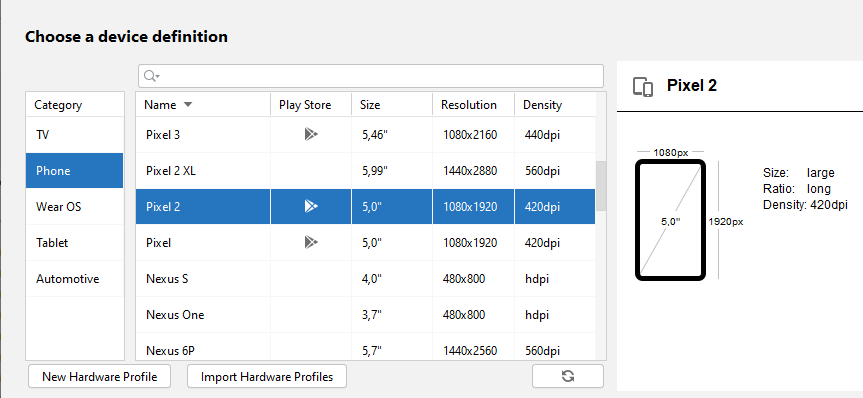 Choose a device definition
Category
TV
Phone
Wear OS
Tablet
Automotive
Name Play Store Size Resolution Density
Pixel 3 5,46" 1080x2160 440dpi
Pixel 2 XL 5,99" 1440x2880 560dpi
Pixel 2 5,0" 1080x1920 420dpi
Pixel 5,0" 1080x1920 420dpi
Nexus S 4,0" 480x800 hdpi
Nexus One 3,7" 480x800 hdpi
Nexus 6P 5,7" 1440x2560 560dpi
New Hardware Profile Import Hardware Profiles
Pixel 2
1080px
5,0"
1920px
Size: large
Ratio: long
Density: 420dpi